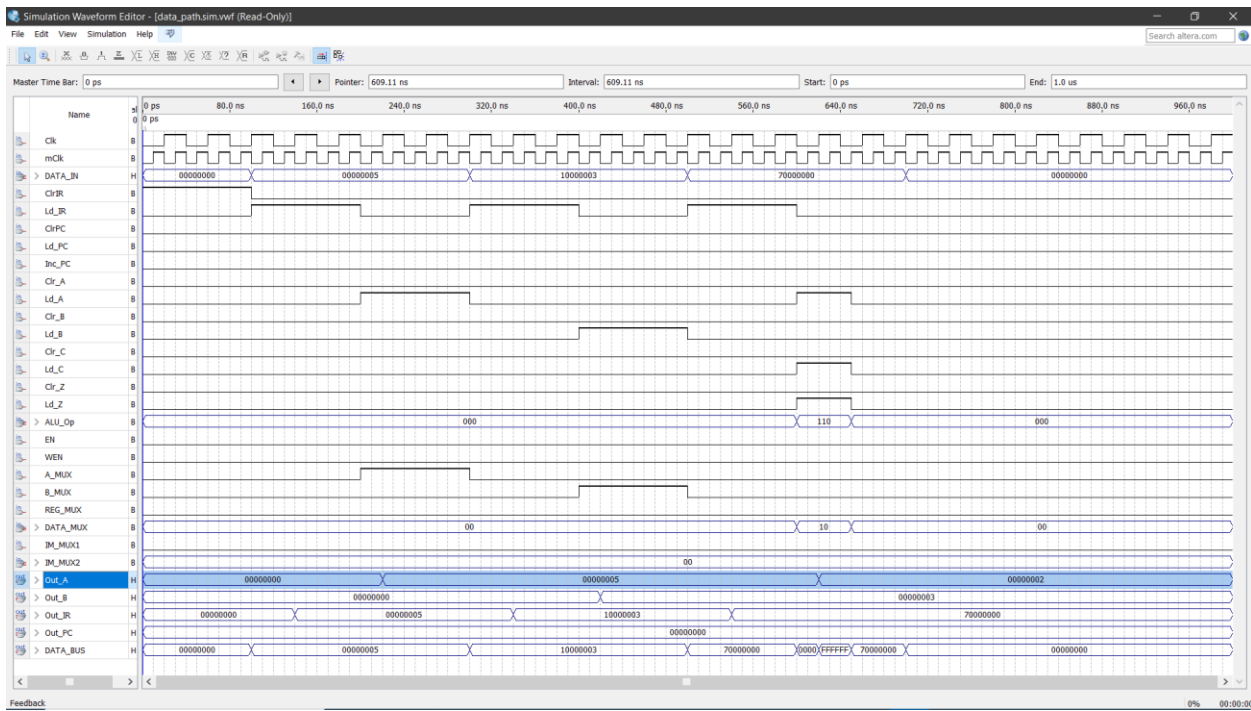 Simulation Waveform Editor - [data_path.sim.vwf (Read-Only)]
File Edit View Simulation Help
Search altera.com
Master Time Bar: 0 ps Pointer: 609.11 ns Interval: 609.11 ns Start: 0 ps End: 1.0 us
Name 0 ps 80.0 ns 160.0 ns 240.0 ns 320.0 ns 400.0 ns 480.0 ns 560.0 ns 640.0 ns 720.0 ns 800.0 ns 880.0 ns 960.0 ns
0 0 ps
Clk B
mClk B
> DATA_IN H 00000000 00000005 10000003 70000000 00000000
ClrIR B
Ld_IR B
ClrPC B
Ld_PC B
Inc_PC B
Clr_A B
Ld_A B
Clr_B B
Ld_B B
Clr_C B
Ld_C B
Clr_Z B
Ld_Z B
> ALU_Op B 000 110 000
EN B
WEN B
A_MUX B
B_MUX B
REG_MUX B
> DATA_MUX B 00 10 00
IM_MUX1 B
> IM_MUX2 B 00
> Out_A H 00000000 00000005 00000002
> Out_B H 00000000 00000003
> Out_IR H 00000000 00000005 10000003 70000000
> Out_PC H 00000000
> DATA_BUS H 00000000 00000005 10000003 70000000 0000 FFFFFF 70000000 00000000
Feedback 0% 00:00:0